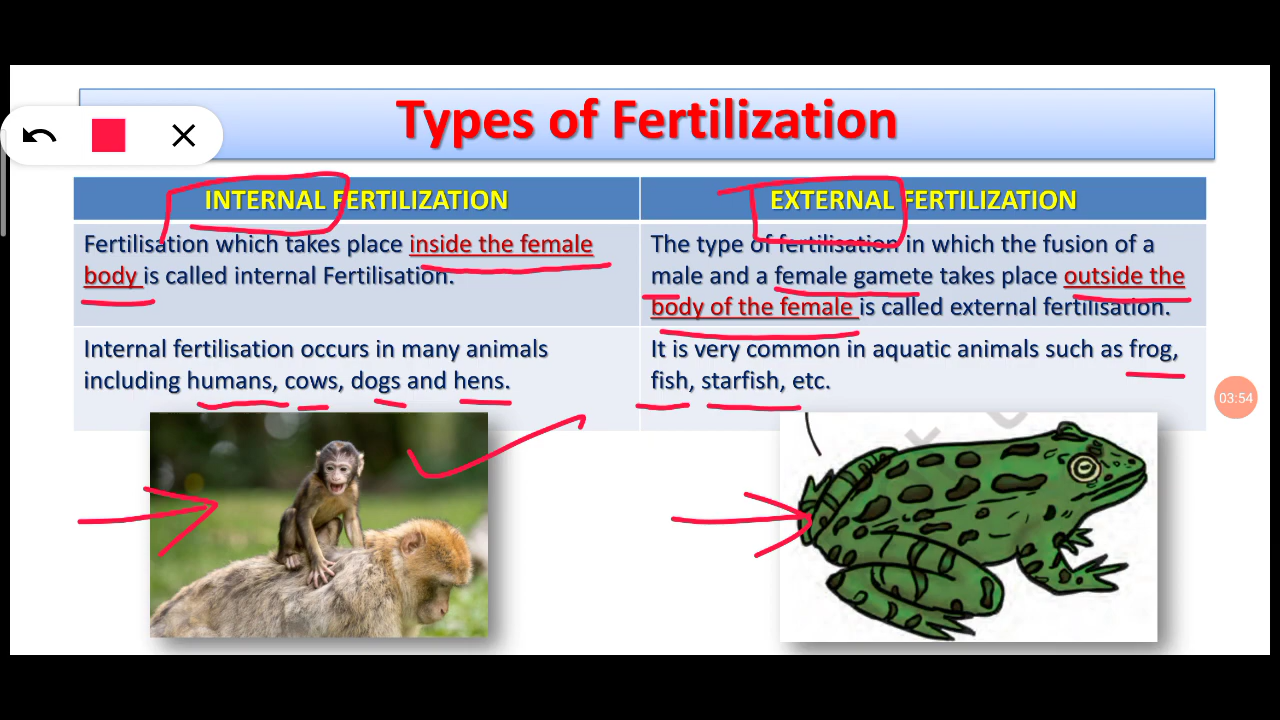 Types of Fertilization
INTERNAL FERTILIZATION
EXTERNAL FERTILIZATION
Fertilisation which takes place inside the female
body is called internal Fertilisation.
The type of fertilisation in which the fusion of a
male and a female gamete takes place outside the
body of the female is called external fertilisation.
Internal fertilisation occurs in many animals
including humans, cows, dogs and hens.
It is very common in aquatic animals such as frog,
fish, starfish, etc.
03:54